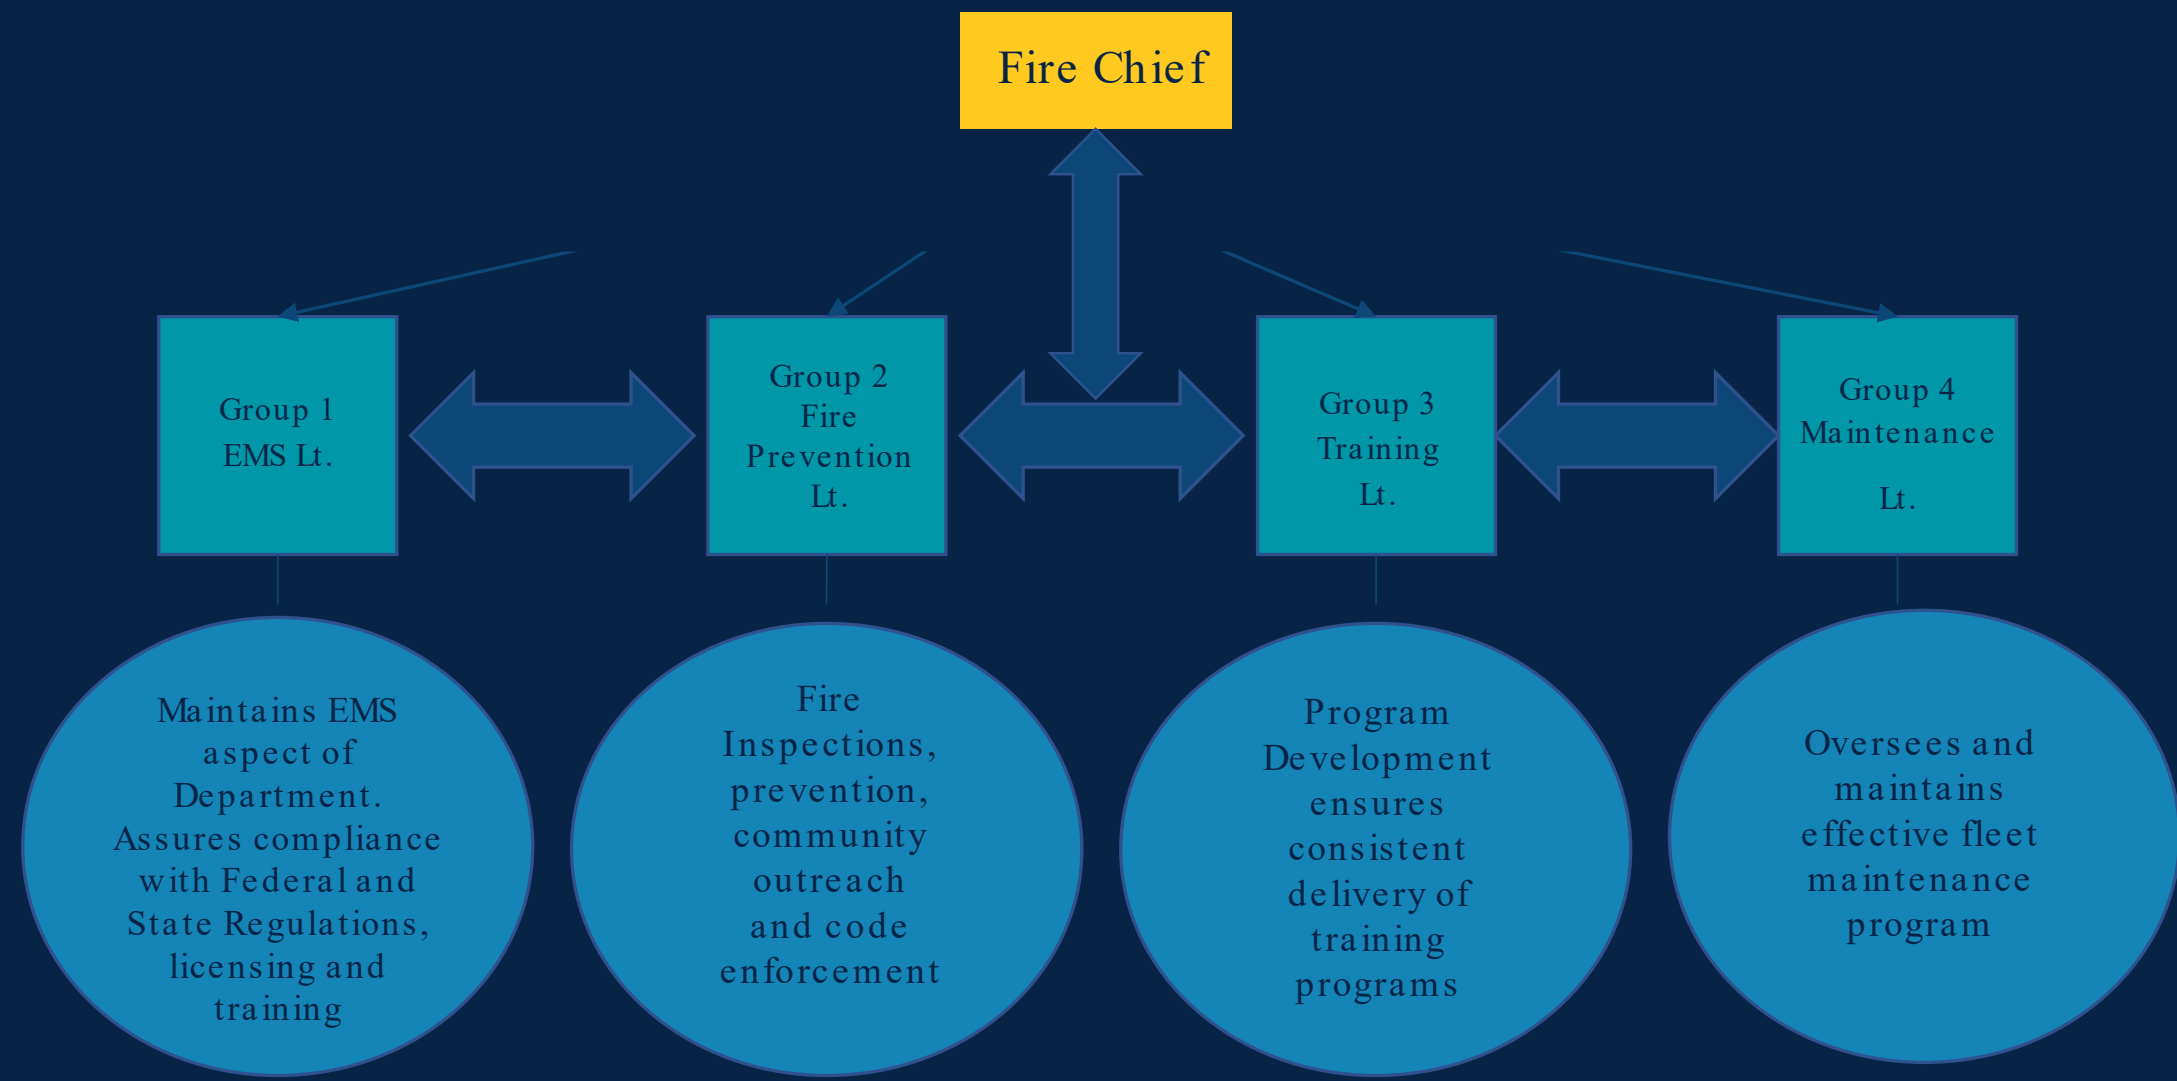 Fire Chief
Group 1
EMS Lt.
Group 2
Fire
Prevention
Lt.
Group 3
Training
Lt.
Group 4
Maintenance
Lt.
Maintains EMS
aspect of
Department.
Assures compliance
with Federal and
State Regulations,
licensing and
training
Fire
Inspections,
prevention,
community
outreach
and code
enforcement
Program
Development
ensures
consistent
delivery of
training
programs
Oversees and
maintains
effective fleet
maintenance
program